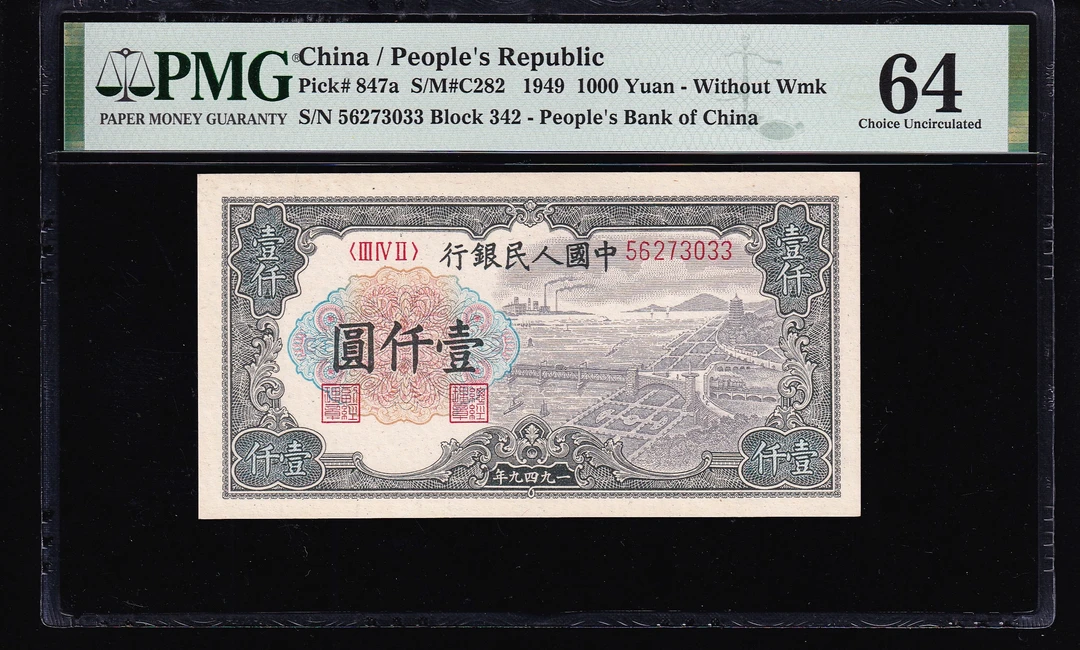 PMG®
PAPER MONEY GUARANTY
China / People's Republic
Pick# 847a S/M#C282 1949 1000 Yuan - Without Wmk
S/N 56273033 Block 342 - People's Bank of China
64
Choice Uncirculated
壹仟
〈ⅢⅣⅡ〉
行銀民人國中
56273033
壹仟
圓仟壹
仟壹
年九四九一
仟壹